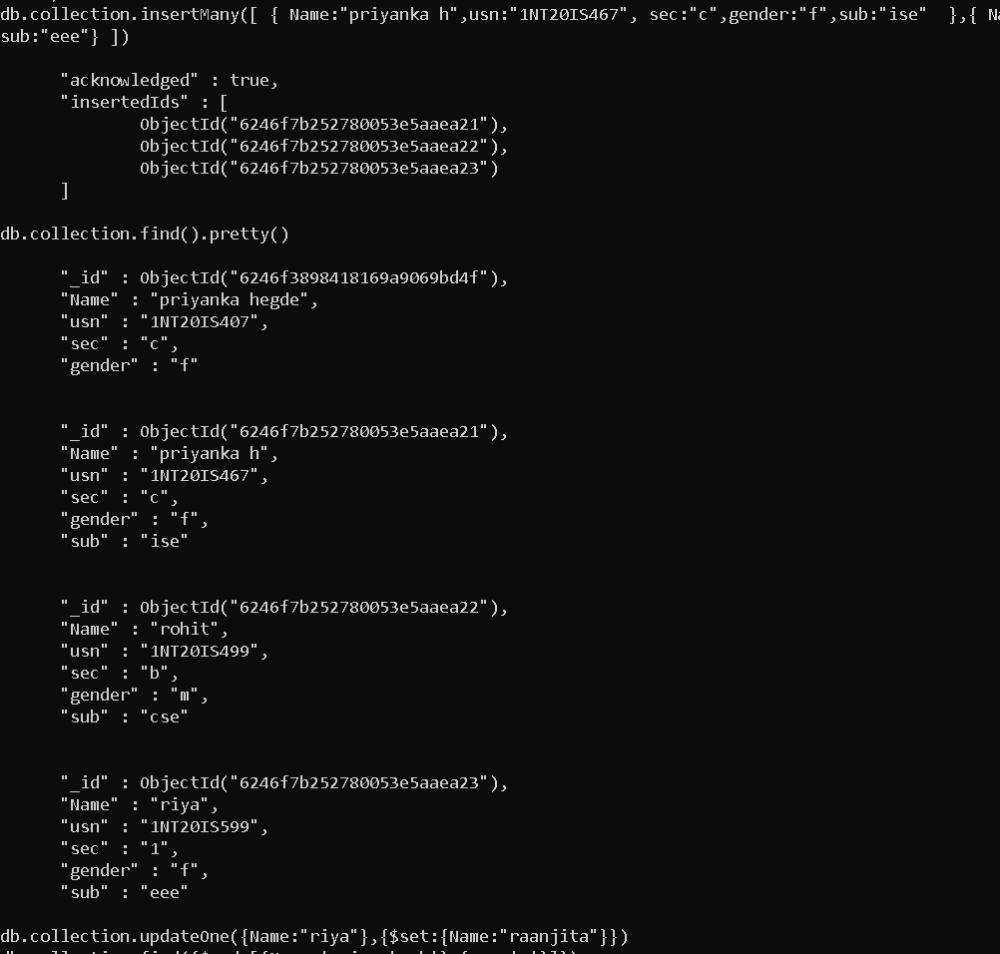 db.collection.insertMany([ { Name:"priyanka h",usn:"1NT20IS467", sec:"c",gender:"f",sub:"ise"  },{
sub:"eee"} ])
"acknowledged" : true,
"insertedIds" : [
ObjectId("6246f7b252780053e5aaea21"),
ObjectId("6246f7b252780053e5aaea22"),
ObjectId("6246f7b252780053e5aaea23")
]
db.collection.find().pretty()
"_id" : ObjectId("6246f3898418169a9069bd4f"),
"Name" : "priyanka hegde",
"usn" : "1NT20IS407",
"sec" : "c",
"gender" : "f"
"_id" : ObjectId("6246f7b252780053e5aaea21"),
"Name" : "priyanka h",
"usn" : "1NT20IS467",
"sec" : "c",
"gender" : "f",
"sub" : "ise"
"_id" : ObjectId("6246f7b252780053e5aaea22"),
"Name" : "rohit",
"usn" : "1NT20IS499",
"sec" : "b",
"gender" : "m",
"sub" : "cse"
"_id" : ObjectId("6246f7b252780053e5aaea23"),
"Name" : "riya",
"usn" : "1NT20IS599",
"sec" : "1",
"gender" : "f",
"sub" : "eee"
db.collection.updateOne({Name:"riya"},{$set:{Name:"raanjita"}})